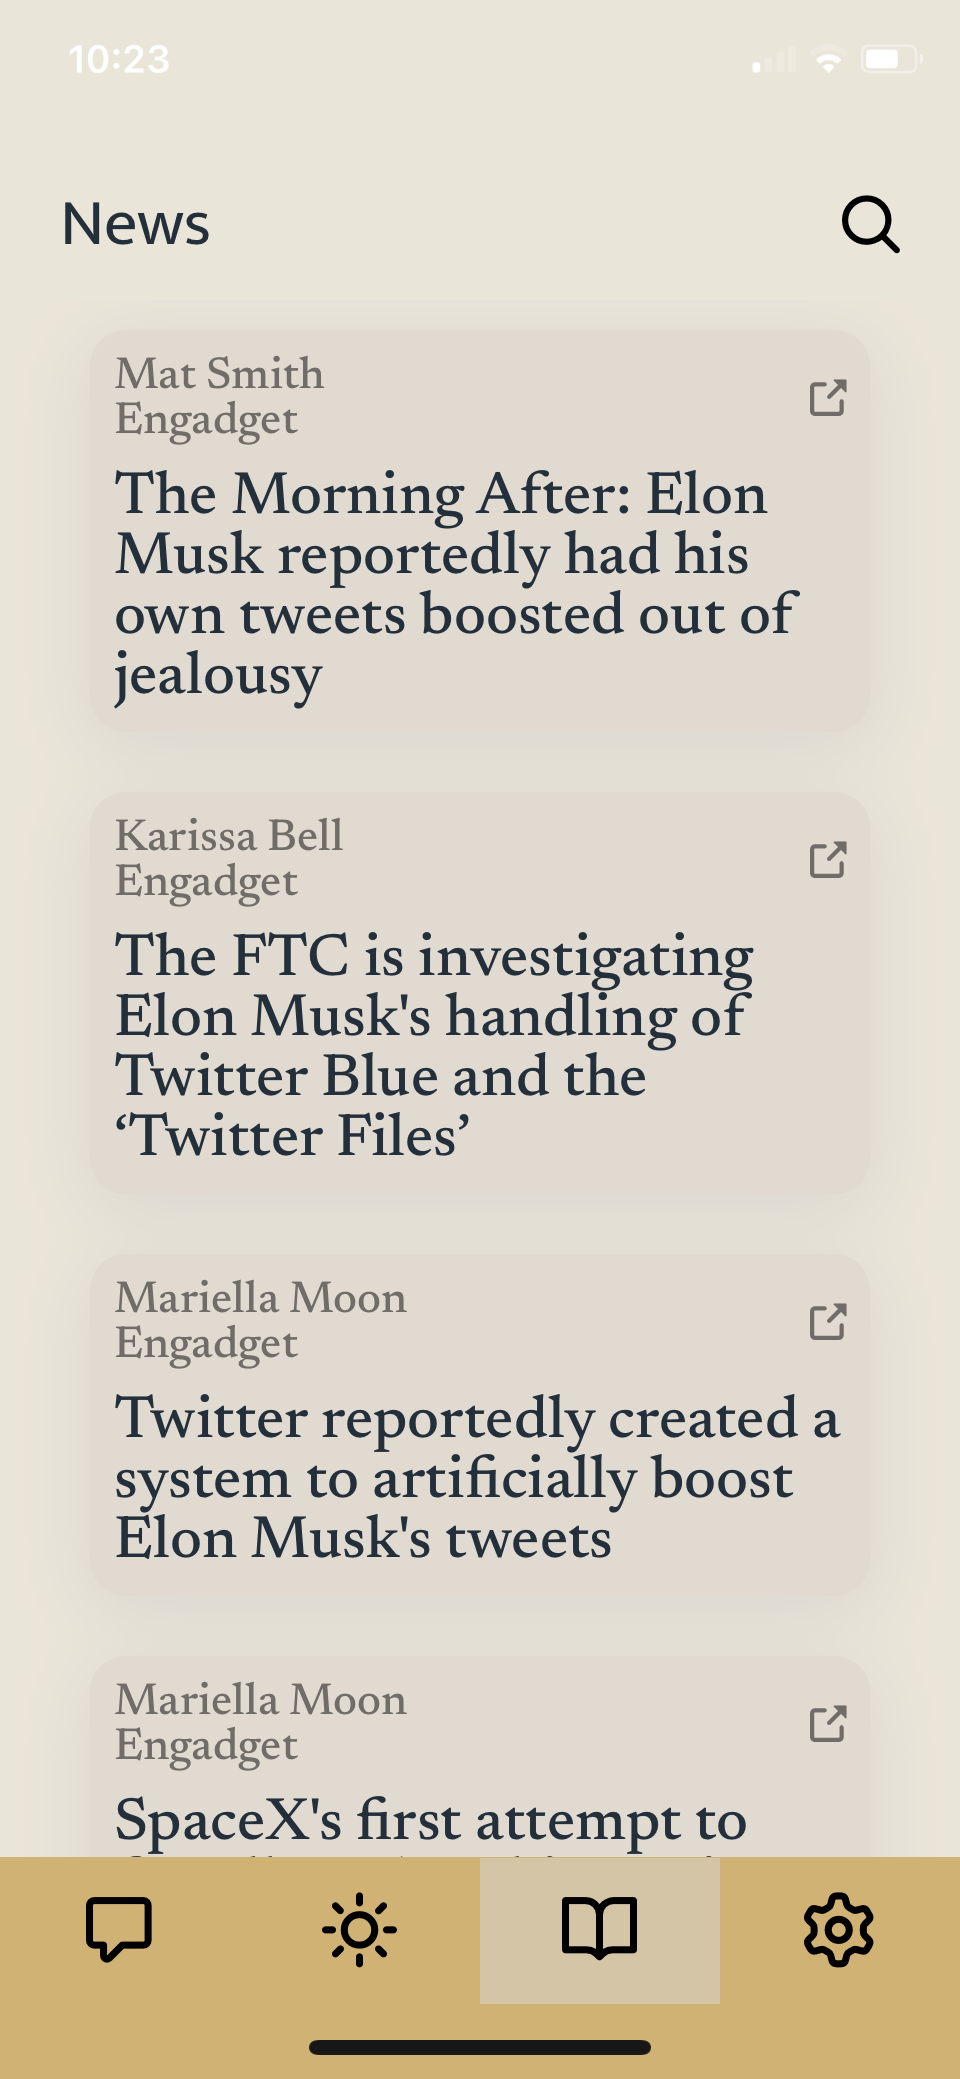 10:23
News
Mat Smith
Engadget
The Morning After: Elon
Musk reportedly had his
own tweets boosted out of
jealousy
Karissa Bell
Engadget
The FTC is investigating
Elon Musk's handling of
Twitter Blue and the
‘Twitter Files’
Mariella Moon
Engadget
Twitter reportedly created a
system to artificially boost
Elon Musk's tweets
Mariella Moon
Engadget
SpaceX's first attempt to